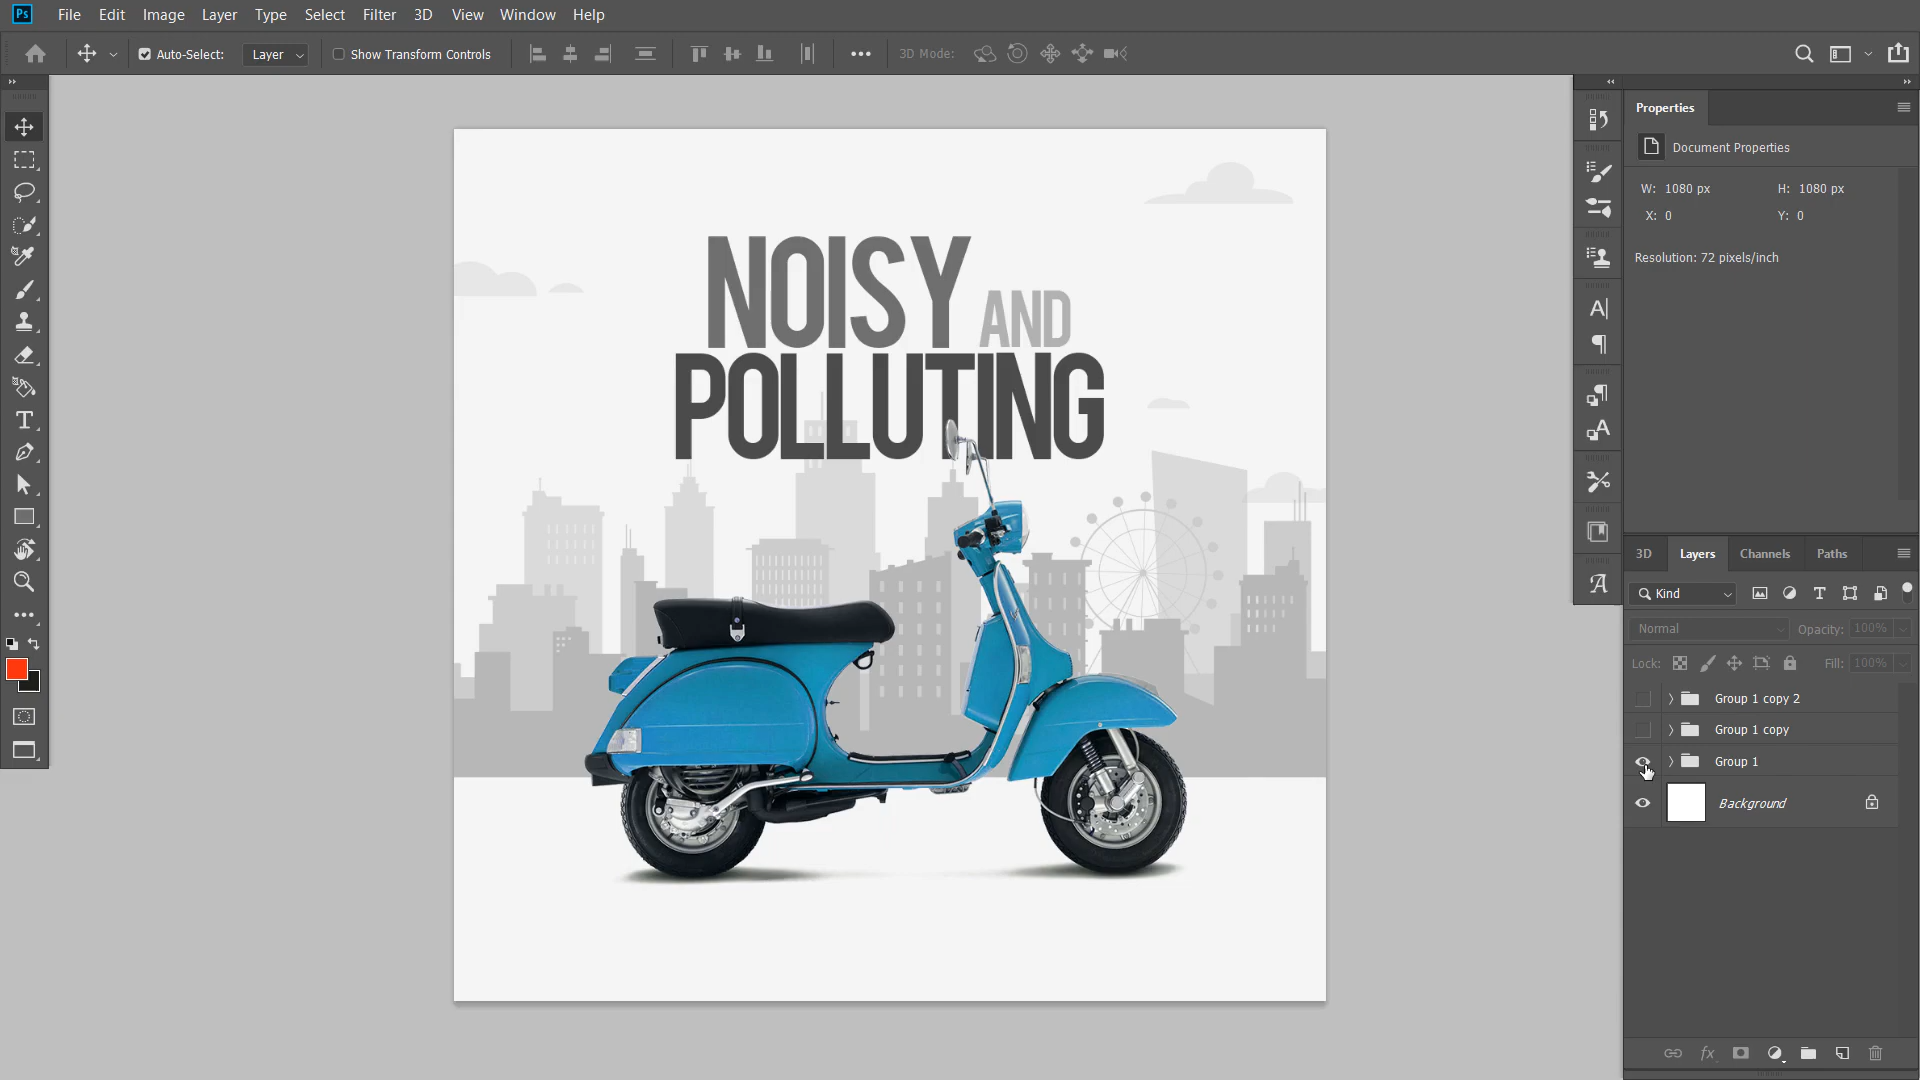 Ps File Edit Image Layer Type Select Filter 3D View Window Help
Auto-Select: Layer Show Transform Controls 3D Mode:
Properties
Document Properties
W: 1080 px H: 1080 px
X: 0 Y: 0
Resolution: 72 pixels/inch
NOISY AND
POLLUTING
3D Layers Channels Paths
Kind
Normal Opacity: 100%
Lock: Fill: 100%
Group 1 copy 2
Group 1 copy
Group 1
Background
fx